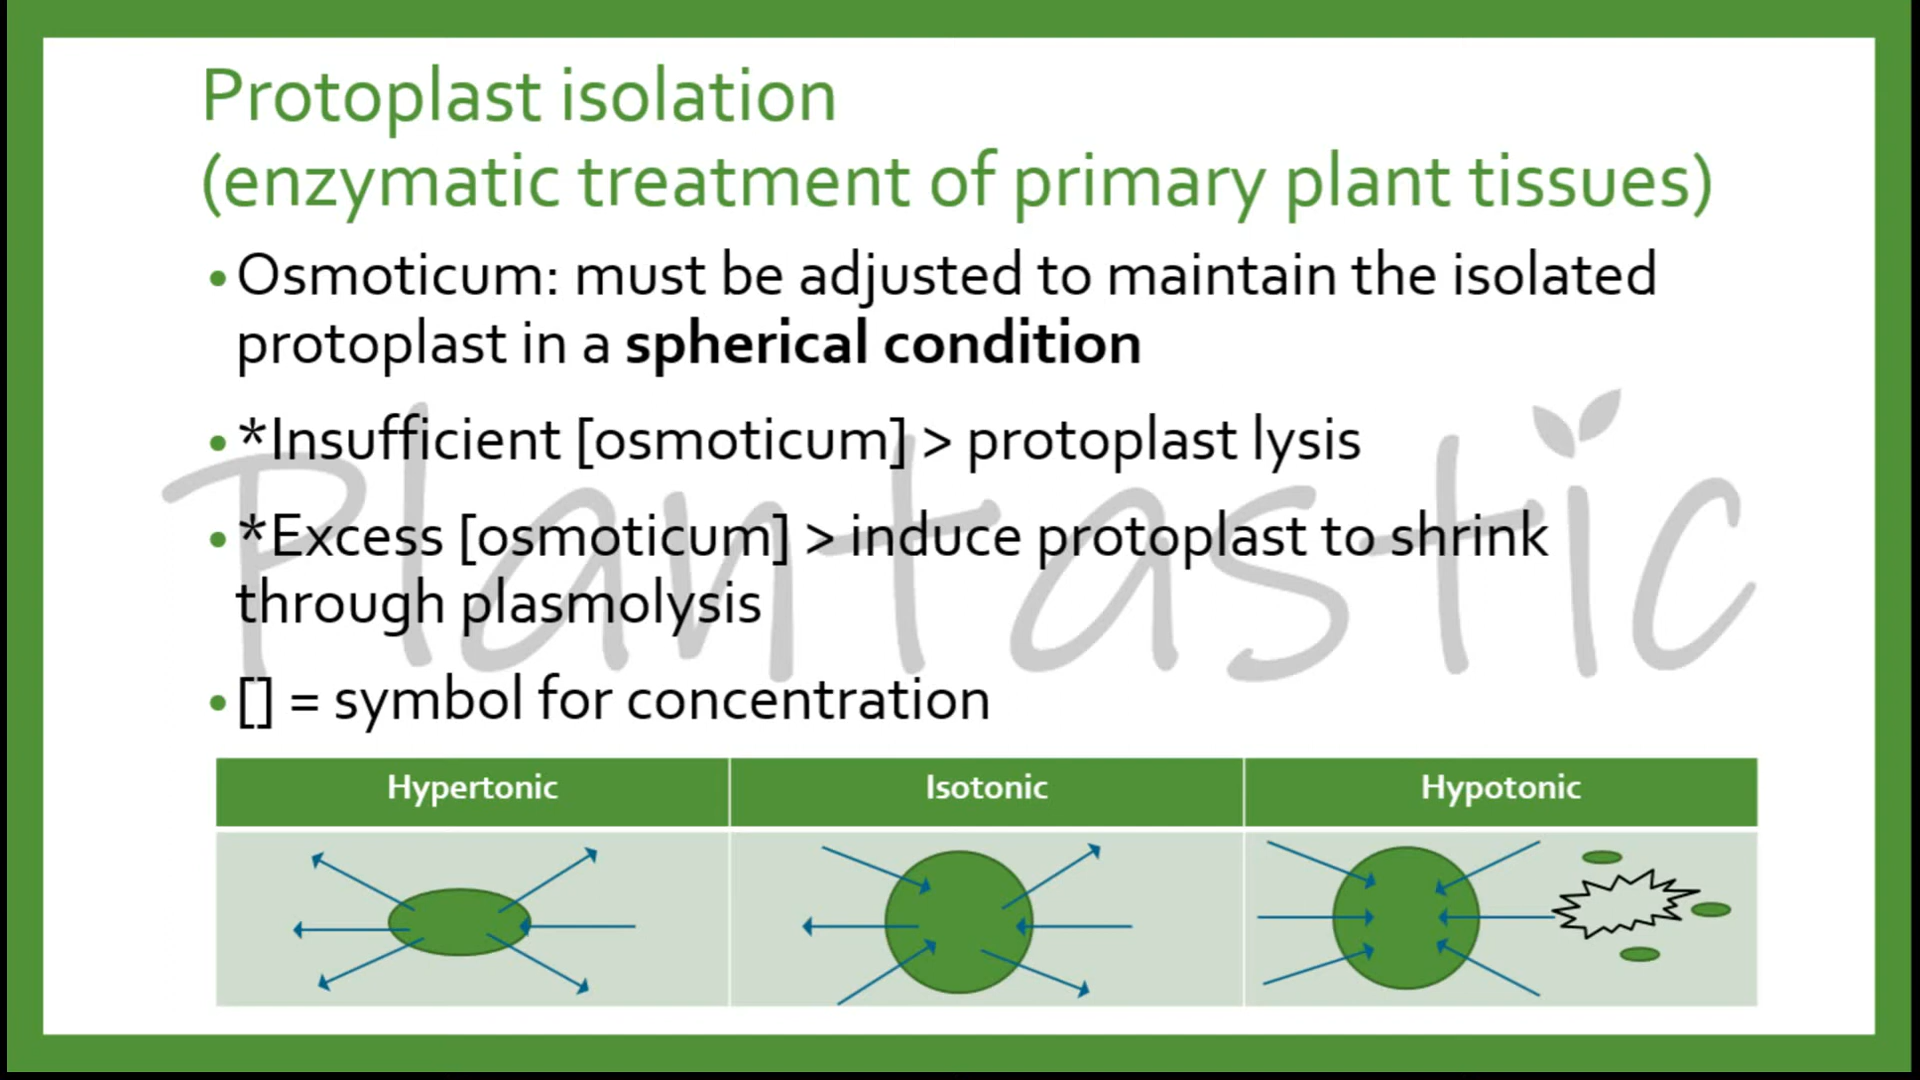 Protoplast isolation
(enzymatic treatment of primary plant tissues)
• Osmoticum: must be adjusted to maintain the isolated
protoplast in a spherical condition
• *Insufficient [osmoticum] > protoplast lysis
• *Excess [osmoticum] > induce protoplast to shrink
through plasmolysis
• [] = symbol for concentration
Plantastic
Hypertonic Isotonic Hypotonic